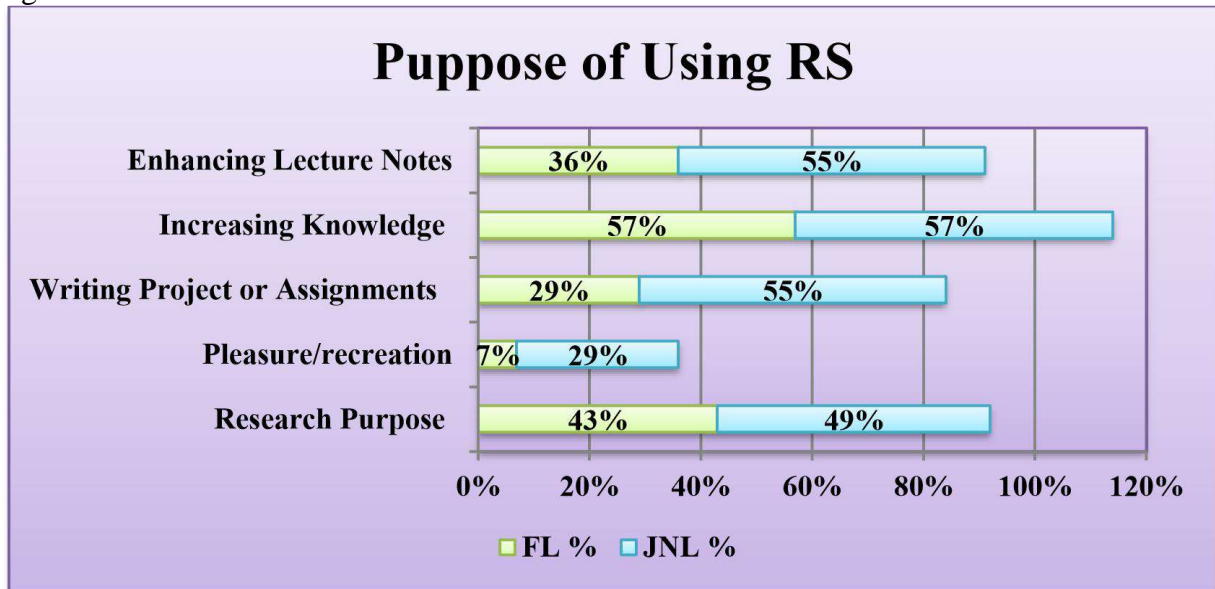 Puppose of Using RS
Enhancing Lecture Notes 36% 55%
Increasing Knowledge 57% 57%
Writing Project or Assignments 29% 55%
Pleasure/recreation 7% 29%
Research Purpose 43% 49%
0% 20% 40% 60% 80% 100% 120%
FL % JNL %